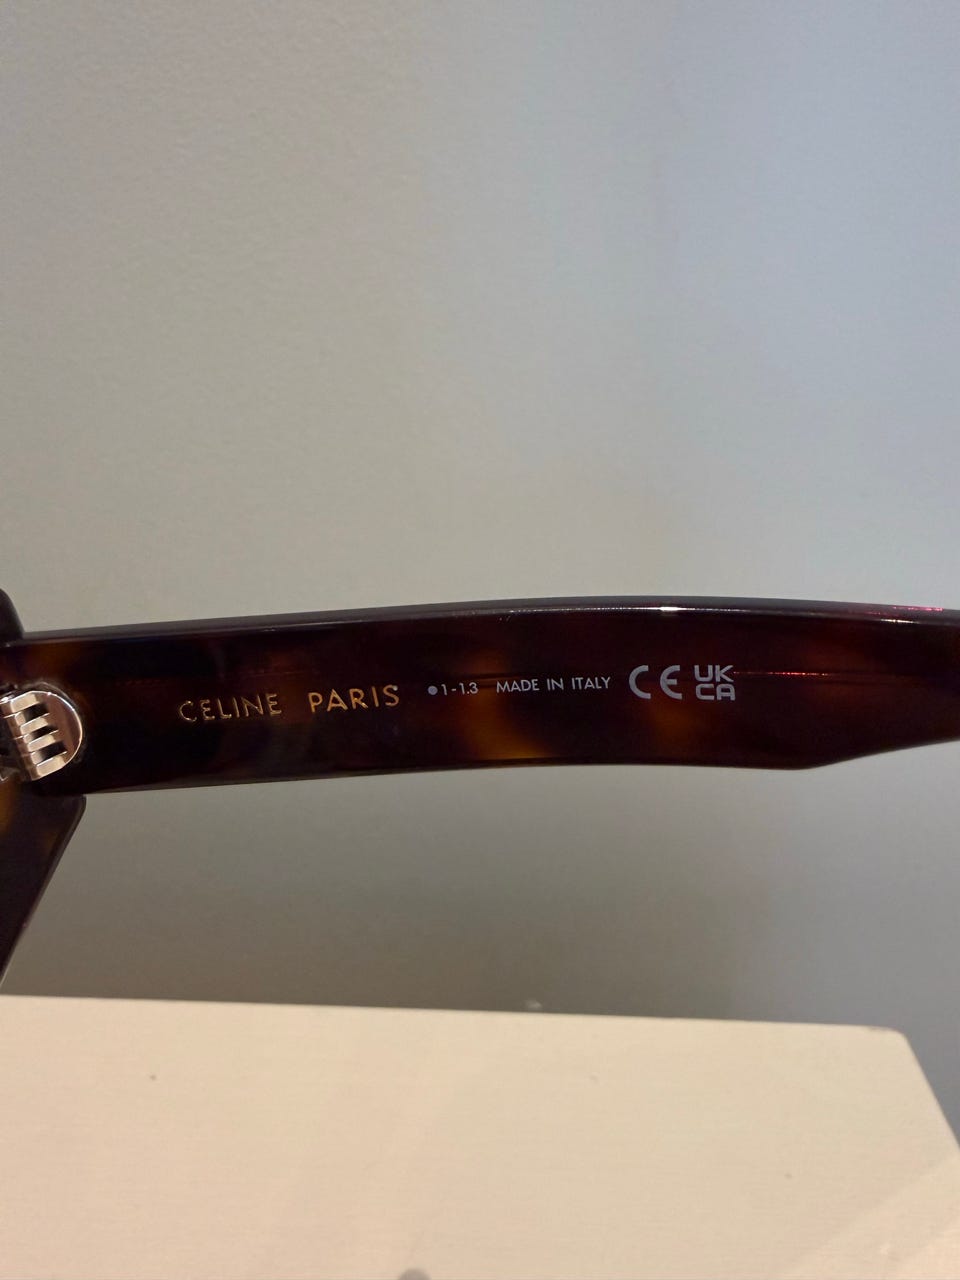 CELINE PARIS ●1-1.3 MADE IN ITALY CE UK CA